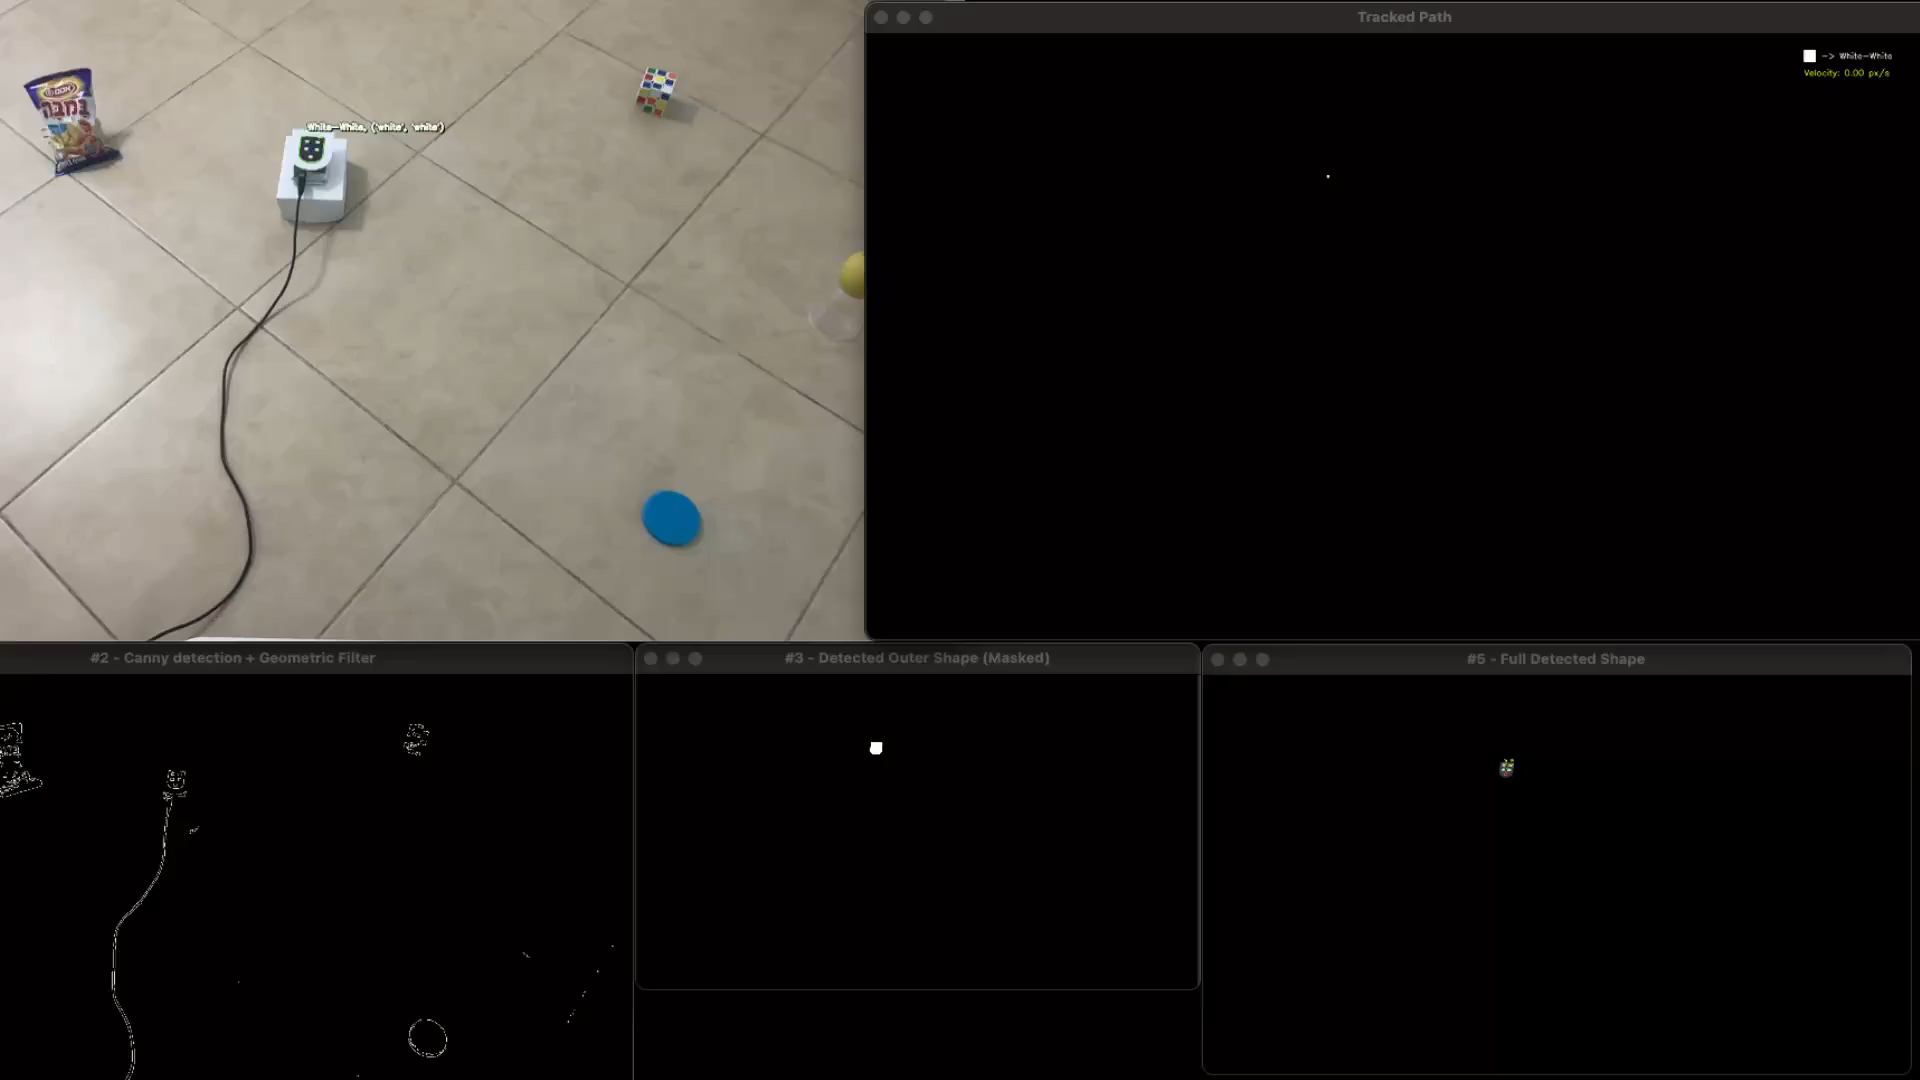 Tracked Path
-> White-White
Velocity: 0.00 px/s
White-White, ('white', 'white')
במבה
#2 - Canny detection + Geometric Filter
#3 - Detected Outer Shape (Masked)
#5 - Full Detected Shape